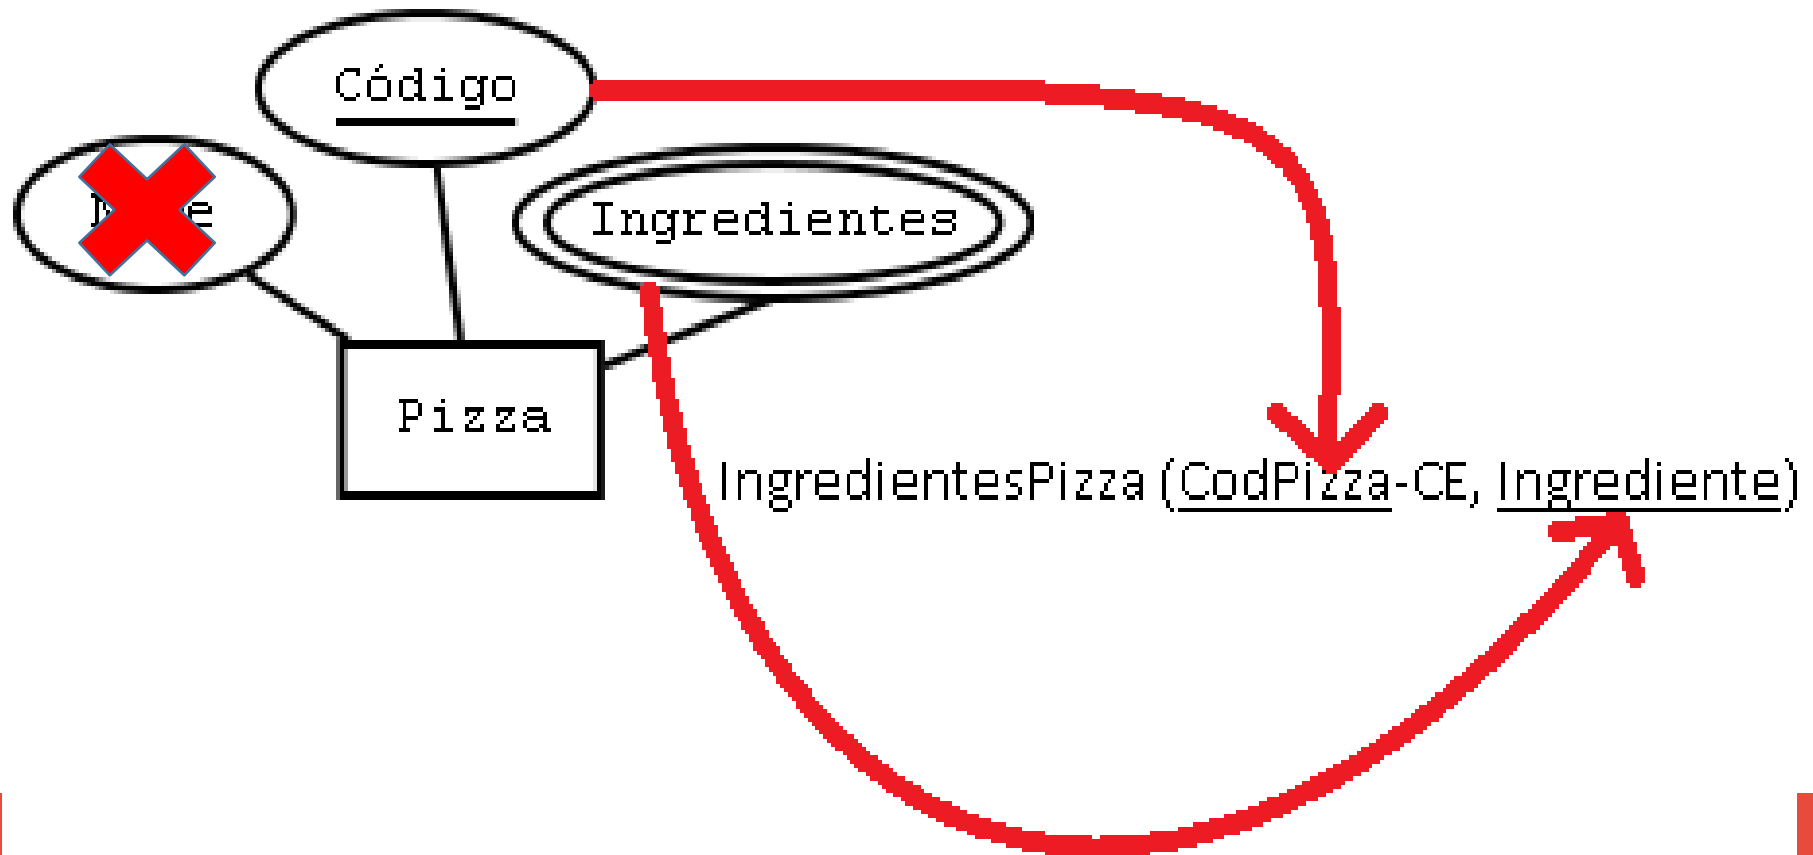 Código
Ingredientes
Pizza
IngredientesPizza (CodPizza-CE, Ingrediente)